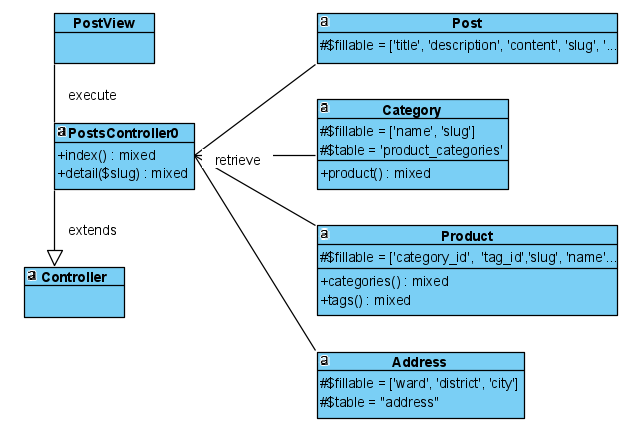 PostView
execute
a PostsController0
+index() : mixed
+detail($slug) : mixed
extends
a Controller
retrieve
a Post
#$fillable = ['title', 'description', 'content', 'slug', '...
a Category
#$fillable = ['name', 'slug']
#$table = 'product_categories'
+product() : mixed
a Product
#$fillable = ['category_id', 'tag_id','slug', 'name'...
+categories() : mixed
+tags() : mixed
a Address
#$fillable = ['ward', 'district', 'city']
#$table = "address"